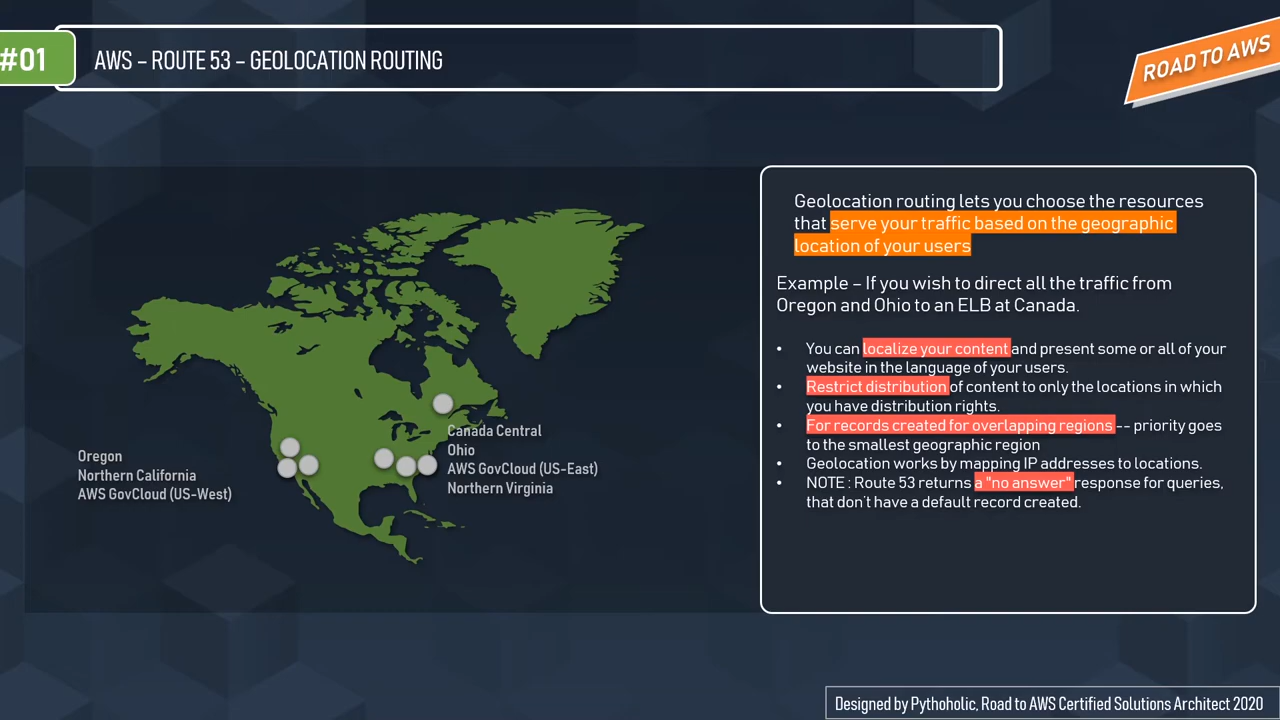 #01
AWS – ROUTE 53 – GEOLOCATION ROUTING
ROAD TO AWS
Geolocation routing lets you choose the resources
that serve your traffic based on the geographic
location of your users
Example – If you wish to direct all the traffic from
Oregon and Ohio to an ELB at Canada.
• You can localize your content and present some or all of your
website in the language of your users.
• Restrict distribution of content to only the locations in which
you have distribution rights.
• For records created for overlapping regions -- priority goes
to the smallest geographic region
• Geolocation works by mapping IP addresses to locations.
• NOTE : Route 53 returns a "no answer" response for queries,
that don't have a default record created.
Oregon
Northern California
AWS GovCloud (US-West)
Canada Central
Ohio
AWS GovCloud (US-East)
Northern Virginia
Designed by Pythoholic, Road to AWS Certified Solutions Architect 2020